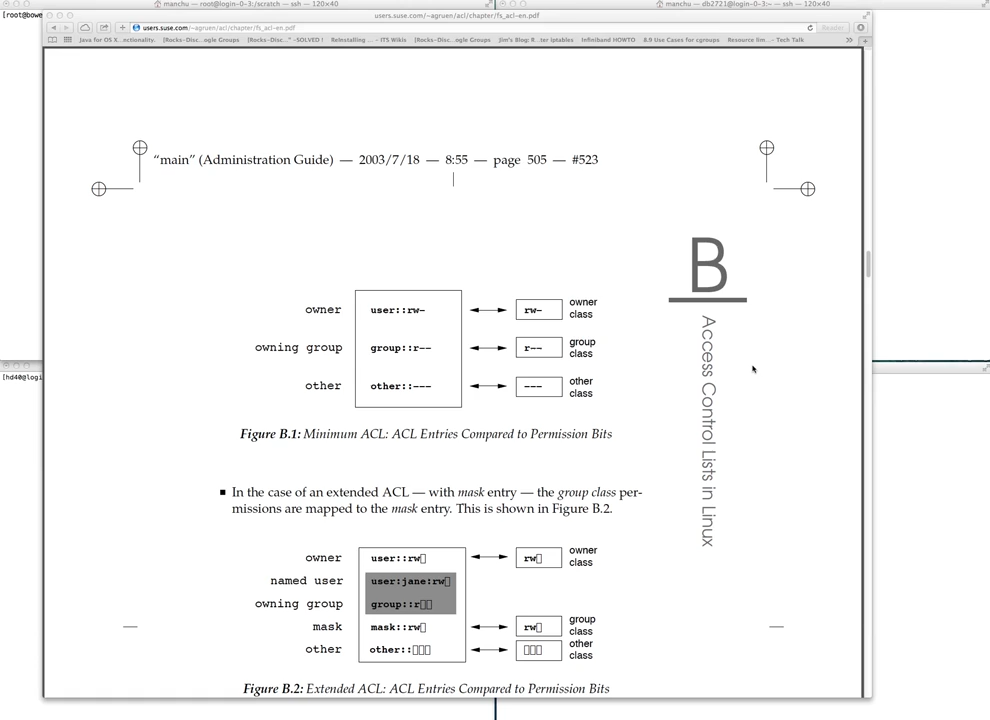 manchu — root@login-0-3:/scratch — ssh — 120×40
manchu — db2721@login-0-3:~ — ssh — 120×40
[root@bowe
users.suse.com/~agruen/acl/chapter/fs_acl-en.pdf
users.suse.com/~agruen/acl/chapter/fs_acl-en.pdf
Reader
Java for OS X...nctionality. [Rocks-Disc...ogle Groups [Rocks-Disc..." -SOLVED ! ReInstalling ... – ITS Wikis [Rocks-Disc...ogle Groups Jim's Blog: R...ter iptables Infiniband HOWTO 8.9 Use Cases for cgroups Resource lim...- Tech Talk
“main” (Administration Guide) — 2003/7/18 — 8:55 — page 505 — #523
B
Access Control Lists in Linux
owner user::rw- rw- owner class
owning group group::r-- r-- group class
other other::--- --- other class
[hd40@logi
Figure B.1: Minimum ACL: ACL Entries Compared to Permission Bits
■ In the case of an extended ACL — with mask entry — the group class per-
missions are mapped to the mask entry. This is shown in Figure B.2.
owner user::rw▯ rw▯ owner class
named user user:jane:rw▯
owning group group::r▯▯
mask mask::rw▯ rw▯ group class
other other::▯▯▯ ▯▯▯ other class
Figure B.2: Extended ACL: ACL Entries Compared to Permission Bits